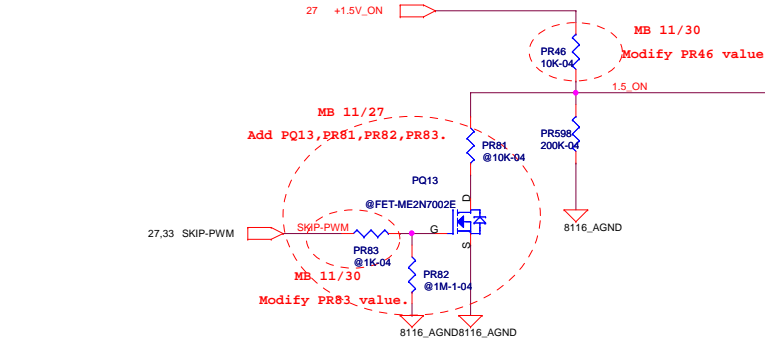 27 +1.5V_ON
MB 11/30
Modify PR46 value
PR46
10K-04
1.5_ON
MB 11/27
Add PQ13,PR81,PR82,PR83.
PR81
@10K-04
PR598
200K-04
PQ13
@FET-ME2N7002E
D
G
S
8116_AGND
27,33 SKIP-PWM
SKIP-PWM
PR83
@1K-04
MB 11/30
Modify PR83 value.
PR82
@1M-1-04
8116_AGND
8116_AGND